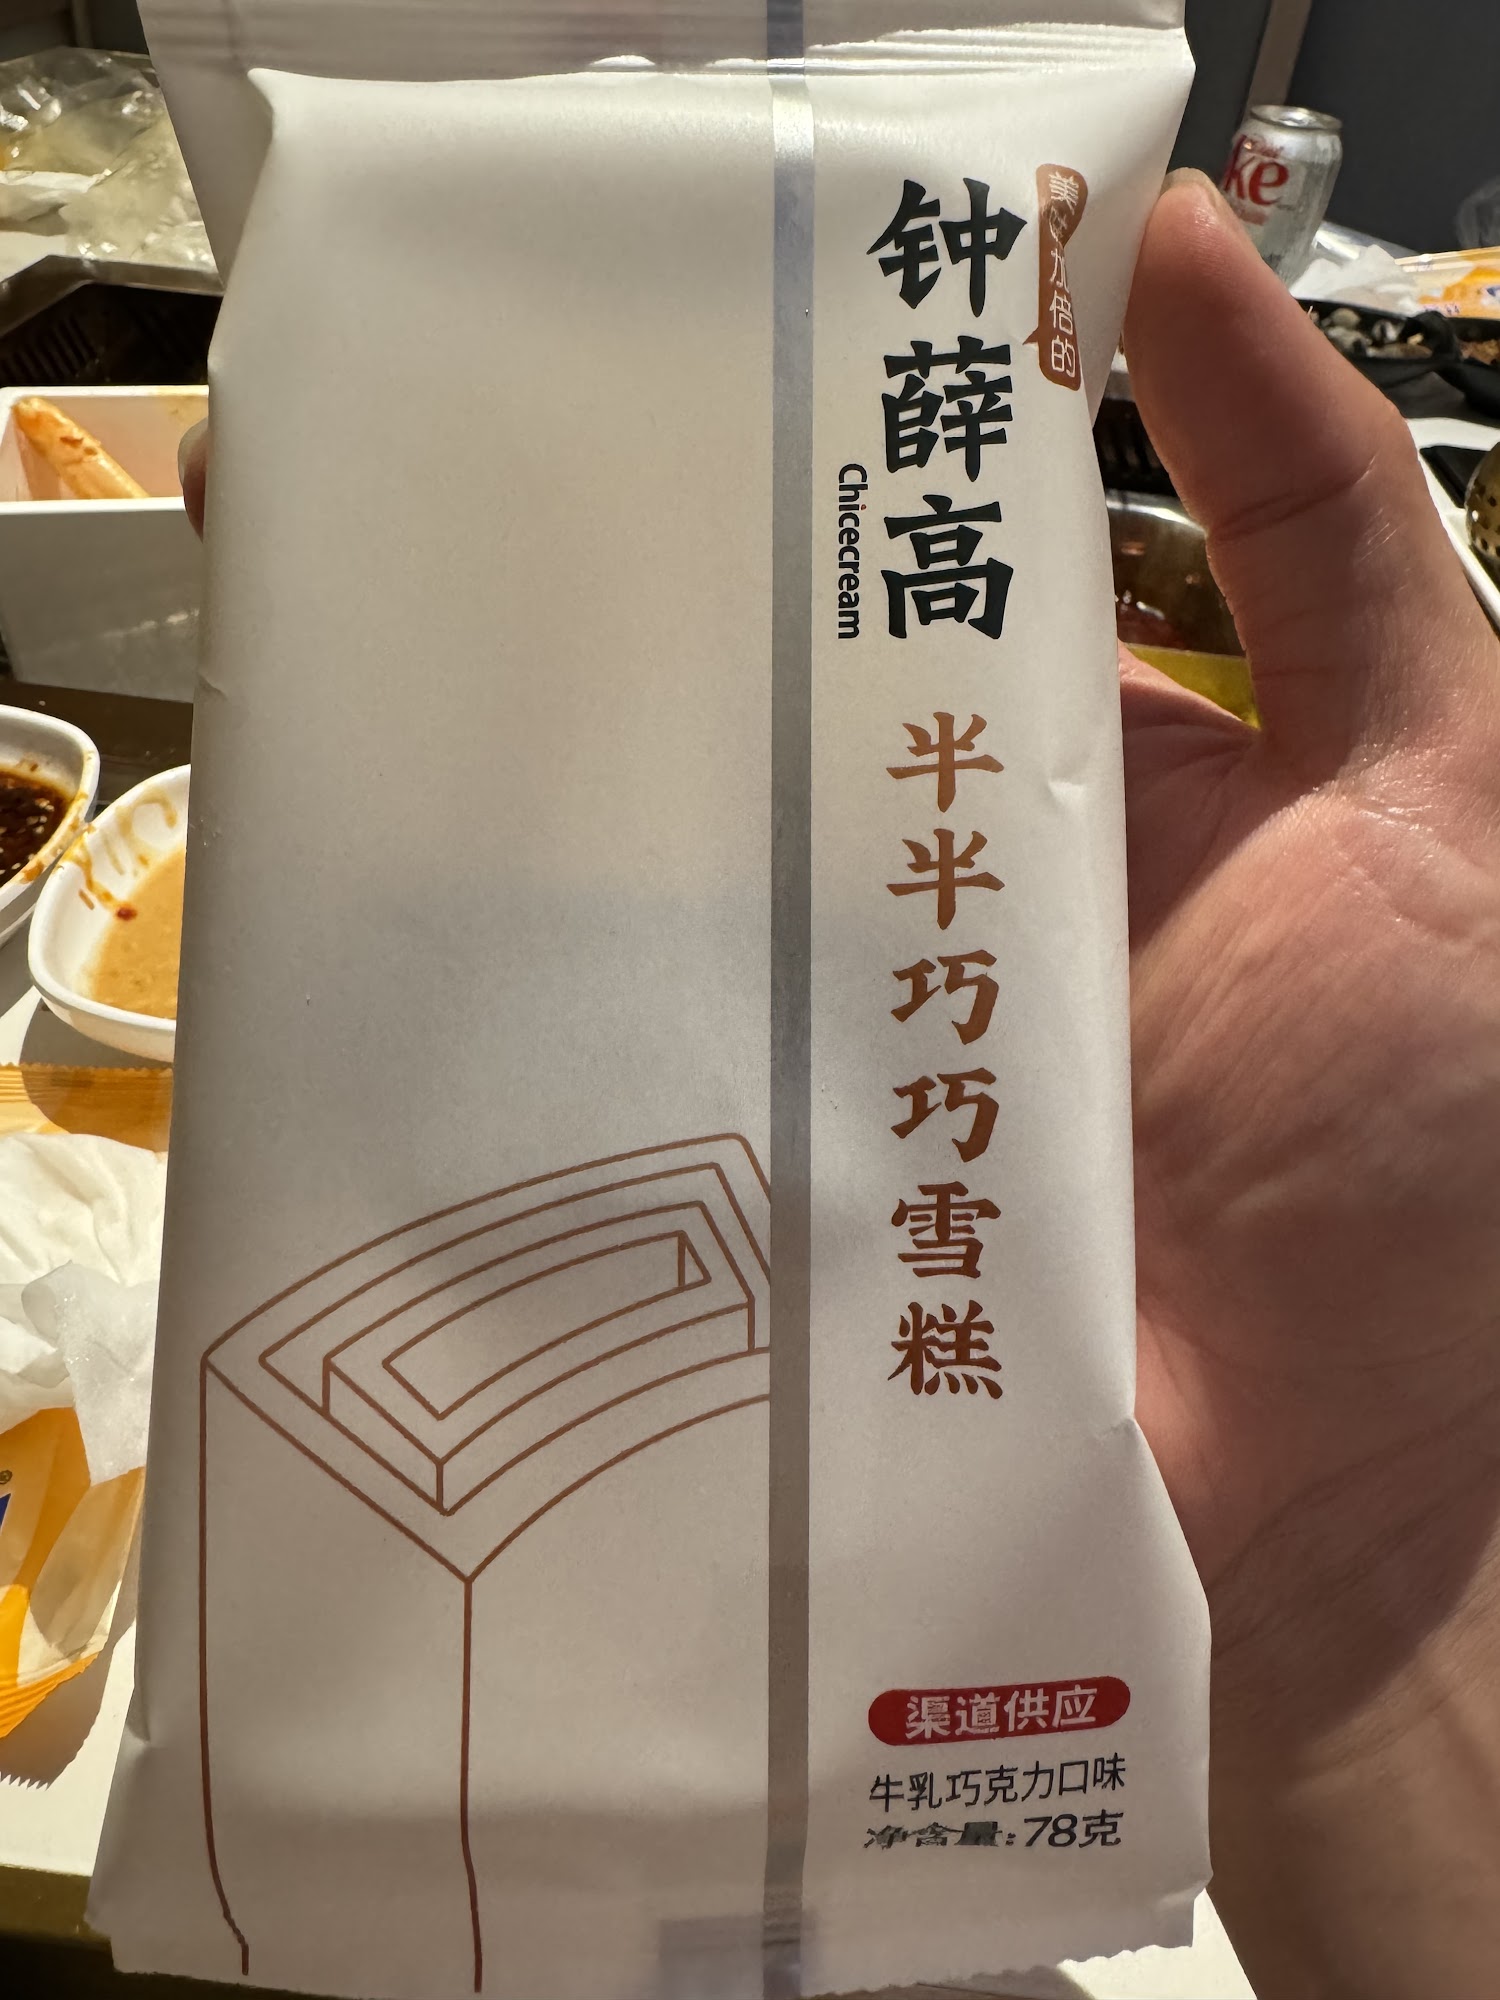 美味加倍的
钟薛高
Chicecream
半半巧巧雪糕
渠道供应
牛乳巧克力口味
净含量:78克
ke